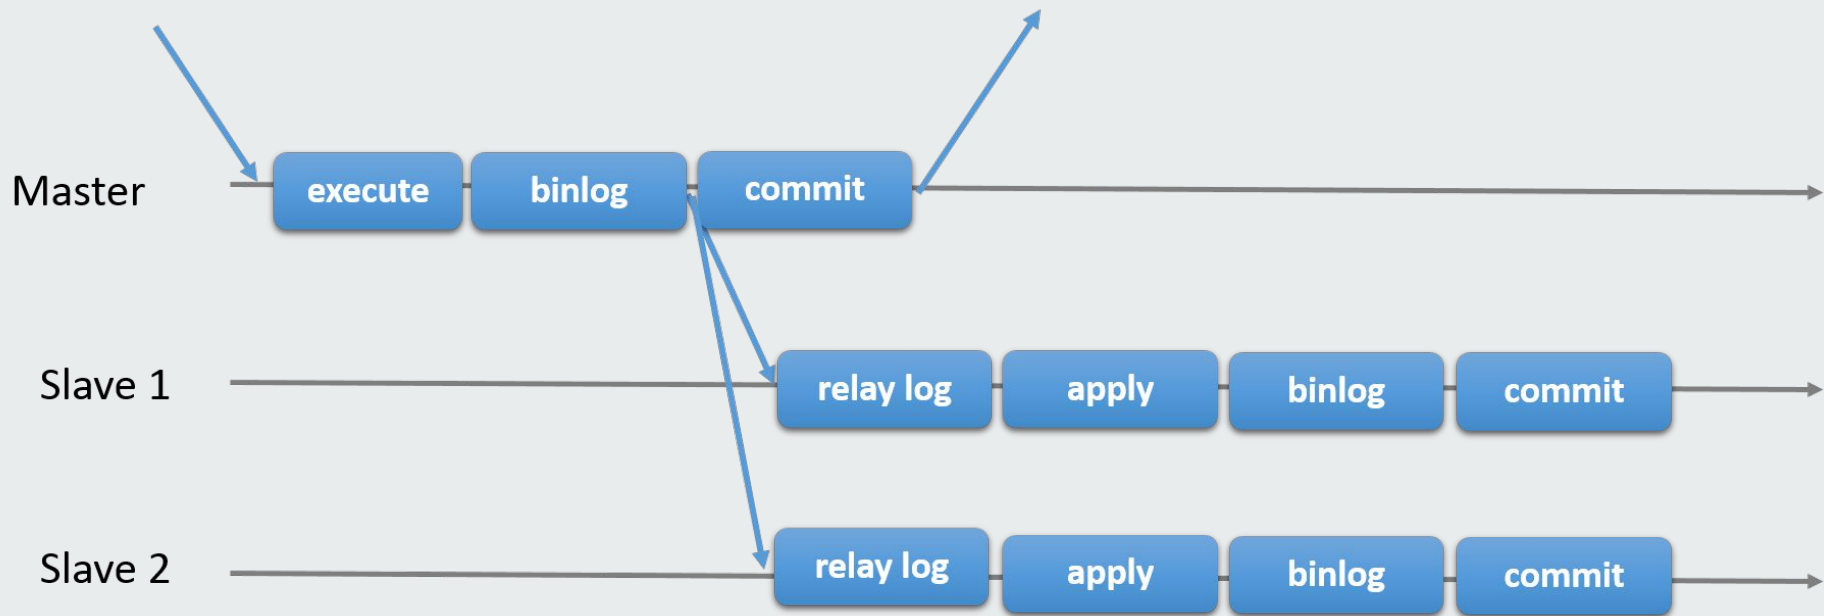 Master execute binlog commit
Slave 1 relay log apply binlog commit
Slave 2 relay log apply binlog commit